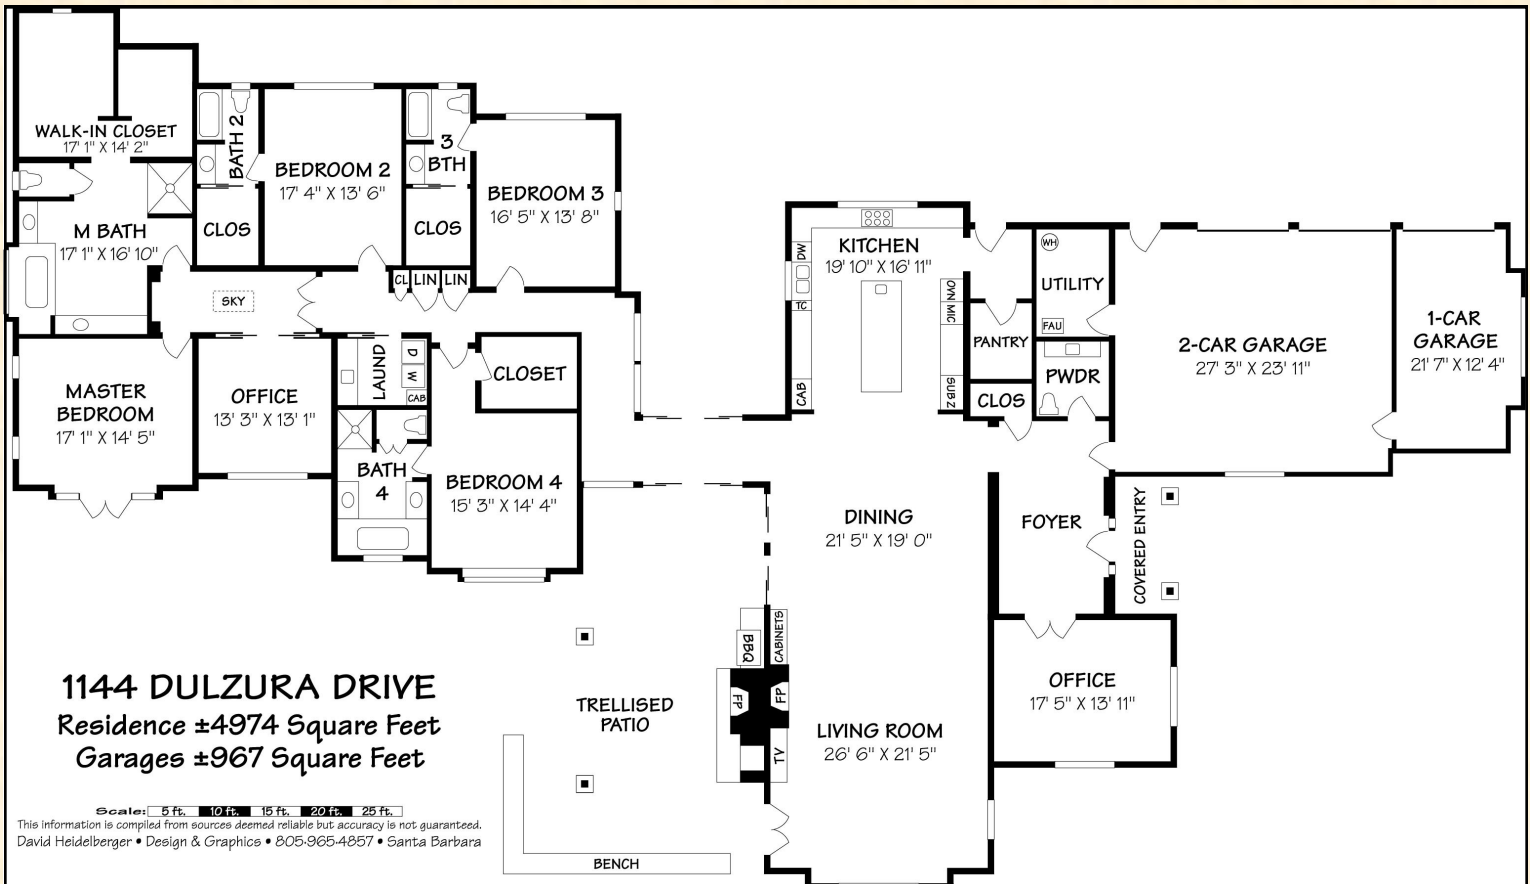 WALK-IN CLOSET
17' 1" X 14' 2"
BATH 2
BEDROOM 2
17' 4" X 13' 6"
3
BTH
BEDROOM 3
16' 5" X 13' 8"
M BATH
17' 1" X 16' 10"
CLOS
CLOS
CL
LIN
LIN
SKY
KITCHEN
19' 10" X 16' 11"
DW
TC
CAB
OVN
MIC
SUBZ
WH
UTILITY
FAU
PANTRY
PWDR
CLOS
2-CAR GARAGE
27' 3" X 23' 11"
1-CAR
GARAGE
21' 7" X 12' 4"
MASTER
BEDROOM
17' 1" X 14' 5"
OFFICE
13' 3" X 13' 1"
LAUND
D
W
CAB
CLOSET
BATH
4
BEDROOM 4
15' 3" X 14' 4"
DINING
21' 5" X 19' 0"
FOYER
COVERED ENTRY
CABINETS
BBQ
FP
FP
TV
TRELLISED
PATIO
LIVING ROOM
26' 6" X 21' 5"
OFFICE
17' 5" X 13' 11"
BENCH
1144 DULZURA DRIVE
Residence ±4974 Square Feet
Garages ±967 Square Feet
Scale: 5 ft. 10 ft. 15 ft. 20 ft. 25 ft.
This information is compiled from sources deemed reliable but accuracy is not guaranteed.
David Heidelberger • Design & Graphics • 805•965•4857 • Santa Barbara